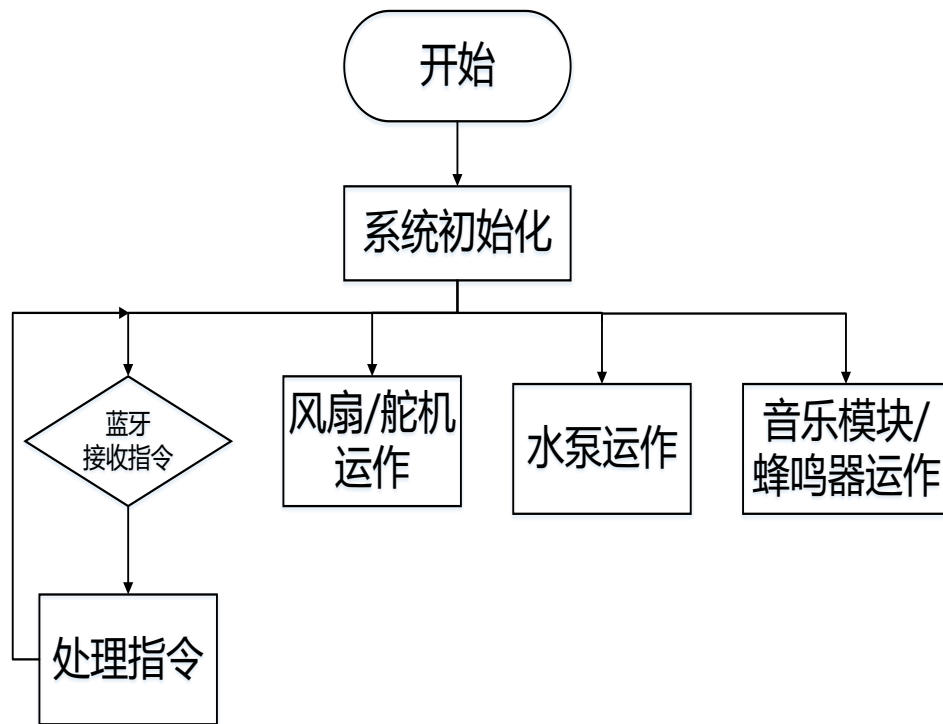 开始
系统初始化
蓝牙
接收指令
风扇/舵机
运作
水泵运作
音乐模块/
蜂鸣器运作
处理指令